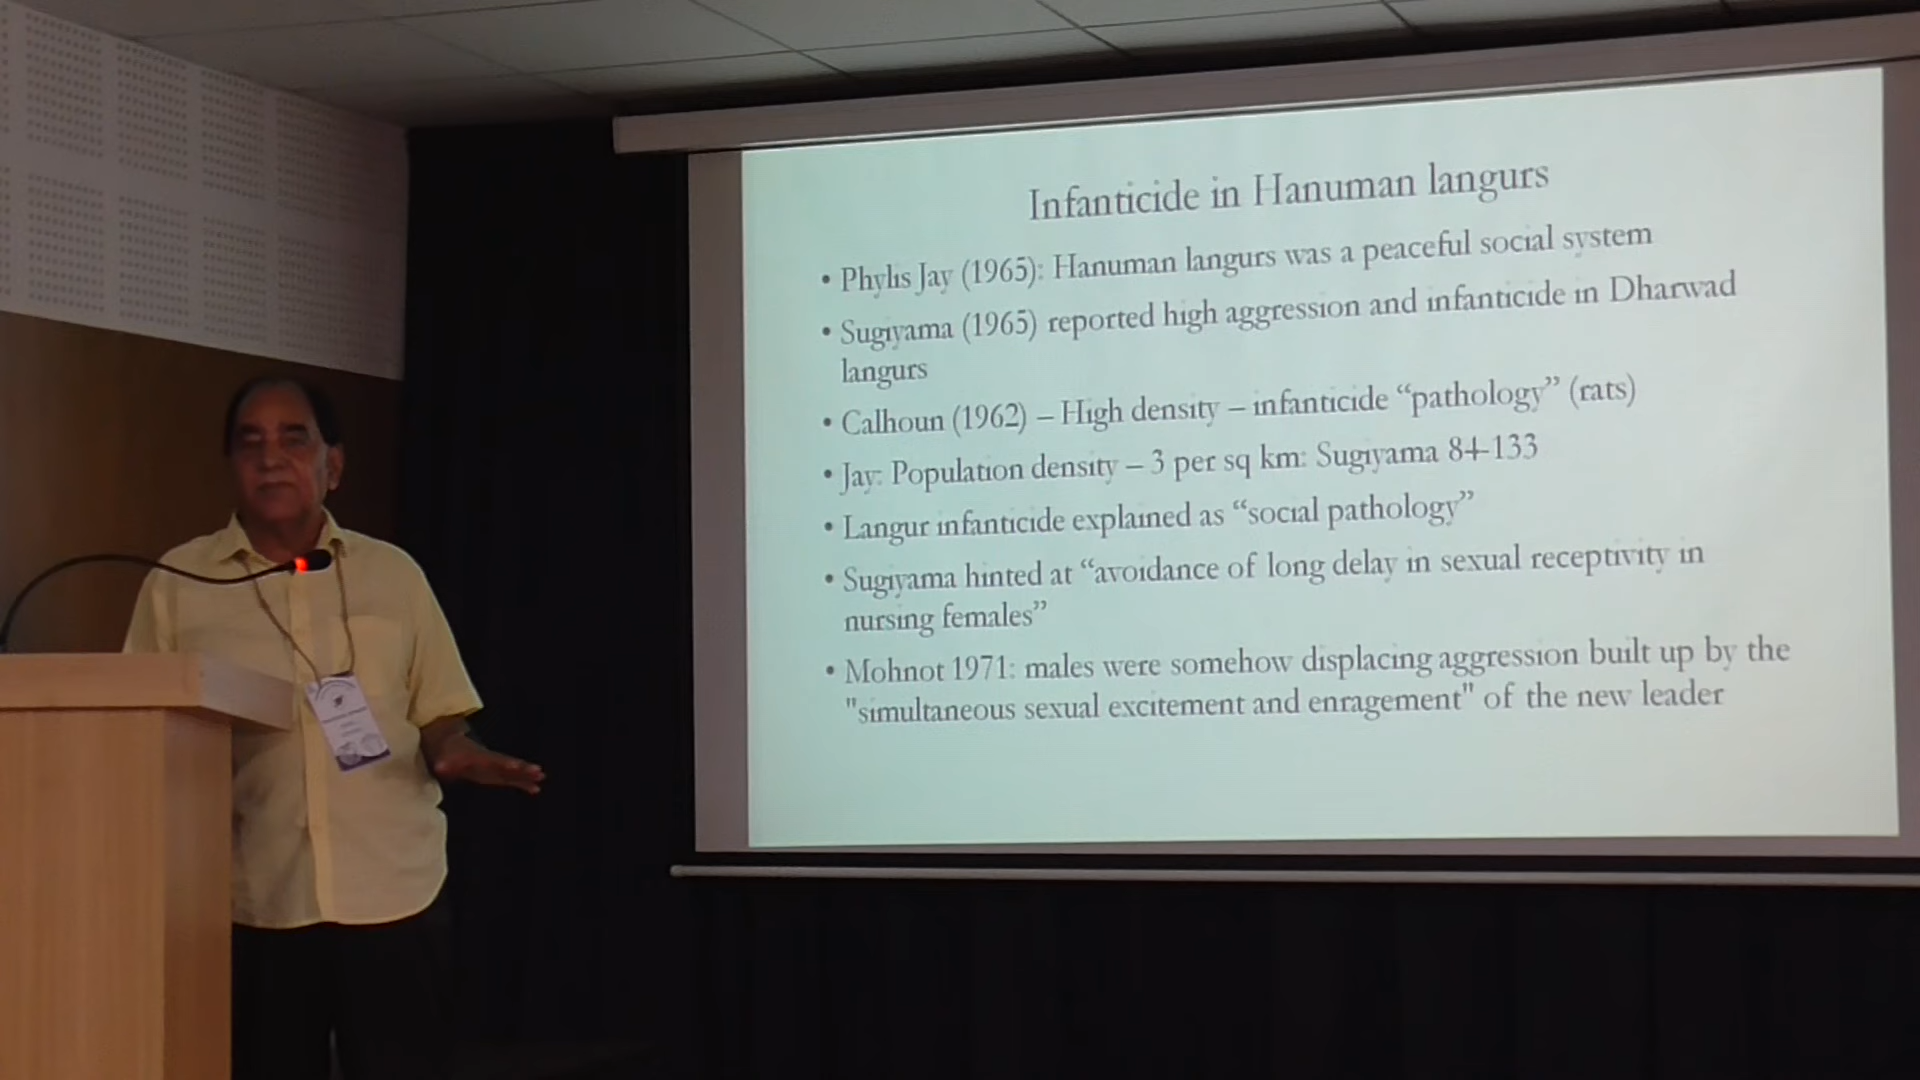 Infanticide in Hanuman langurs
• Phylis Jay (1965): Hanuman langurs was a peaceful social system
• Sugiyama (1965) reported high aggression and infanticide in Dharwad
langurs
• Calhoun (1962) – High density – infanticide “pathology” (rats)
• Jay: Population density – 3 per sq km: Sugiyama 84-133
• Langur infanticide explained as “social pathology”
• Sugiyama hinted at “avoidance of long delay in sexual receptivity in
nursing females”
• Mohnot 1971: males were somehow displacing aggression built up by the
"simultaneous sexual excitement and enragement" of the new leader